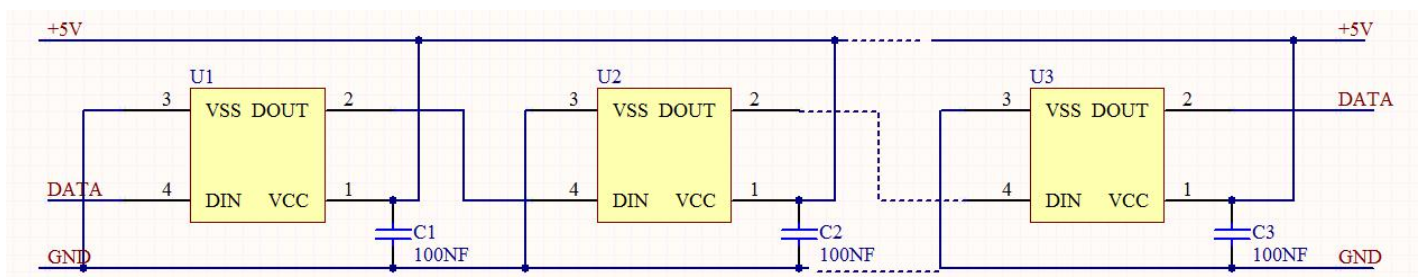 +5V +5V
U1 U2 U3
3 VSS DOUT 2 3 VSS DOUT 2 3 VSS DOUT 2 DATA
DATA 4 DIN VCC 1 4 DIN VCC 1 4 DIN VCC 1
C1 C2 C3
GND 100NF 100NF 100NF GND